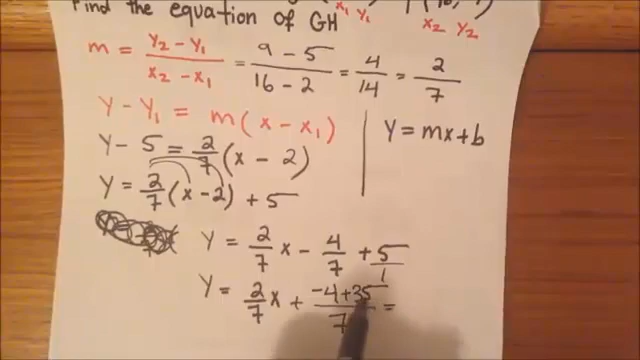 Find the equation of GH
x₁ y₁
x₂ y₂
m = (y₂ - y₁)/(x₂ - x₁) = (9 - 5)/(16 - 2) = 4/14 = 2/7
y - y₁ = m(x - x₁)
y = mx + b
y - 5 = 2/7(x - 2)
y = 2/7(x - 2) + 5
y = 2/7x - 4/7 + 5/1
y = 2/7x + (-4+35)/7 =